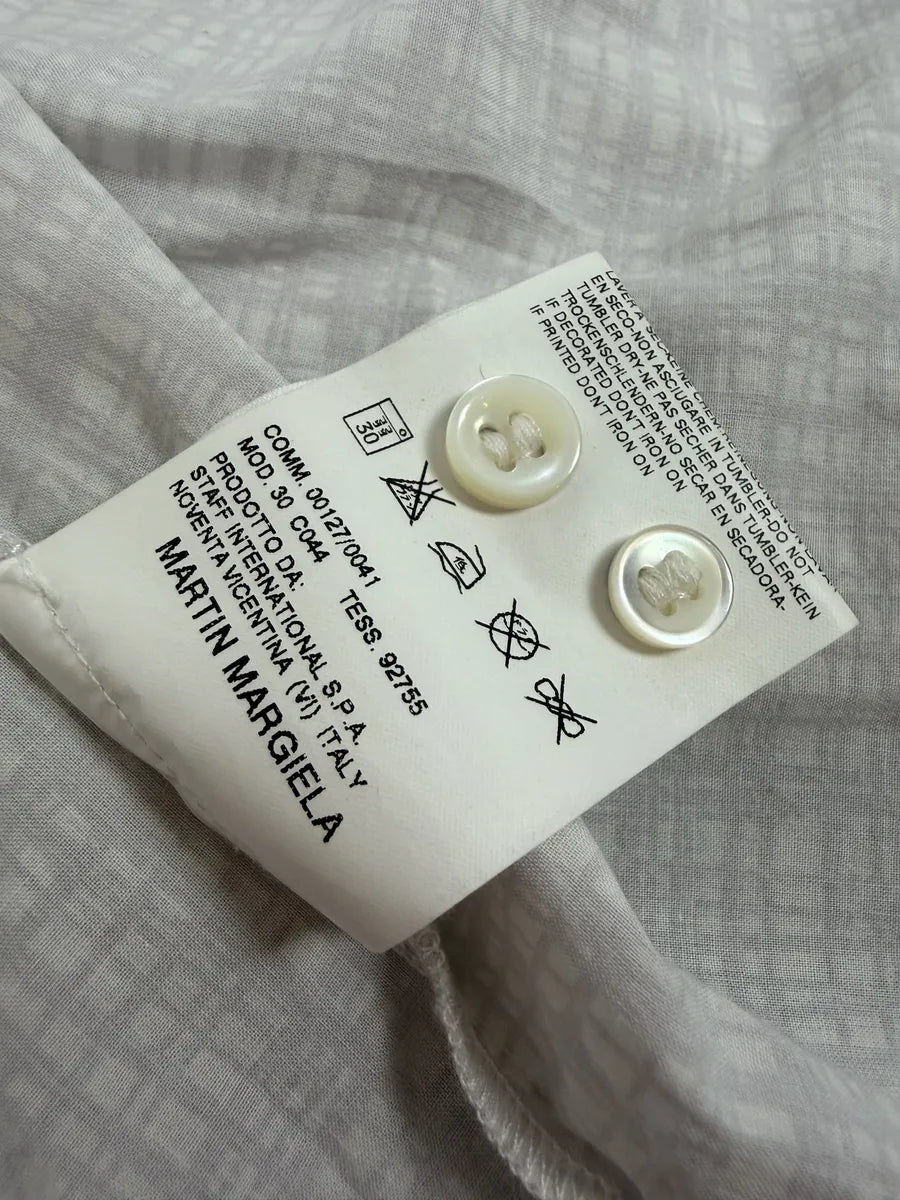 LAVER A KEINE
EN SECO-NON ASCIUGARE IN TUMBLER-DO NOT
TUMBLER DRY-NE PAS SECHER DANS TUMBLER-KEIN
TROCKENSCHLENDERN-NO SECAR EN SECADORA-
IF DECORATED DON'T IRON ON
IF PRINTED DON'T IRON ON
30
COMM. 00127/0041 TESS. 92755
MOD. 30 C044
PRODOTTO DA:
STAFF INTERNATIONAL S.P.A.
NOVENTA VICENTINA (VI) ITALY
MARTIN MARGIELA